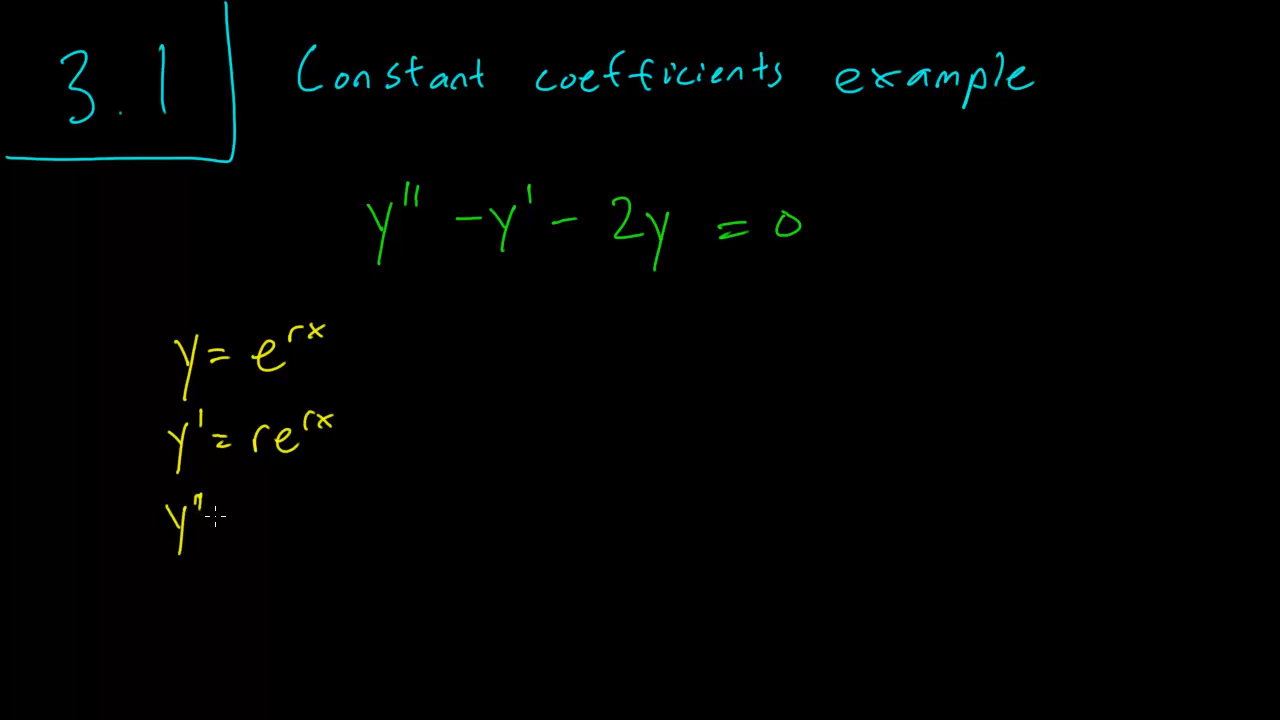 3.1
Constant coefficients example
y'' - y' - 2y = 0
y = e^{rx}
y' = re^{rx}
y''